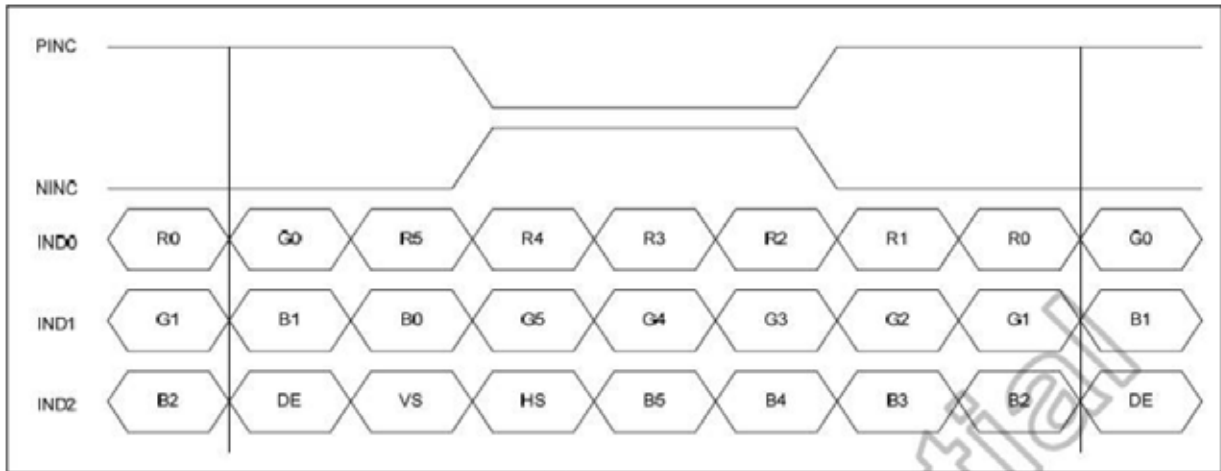 PINC
NINC
IND0 R0 G0 R5 R4 R3 R2 R1 R0 G0
IND1 G1 B1 B0 G5 G4 G3 G2 G1 B1
IND2 B2 DE VS HS B5 B4 B3 B2 DE
tial